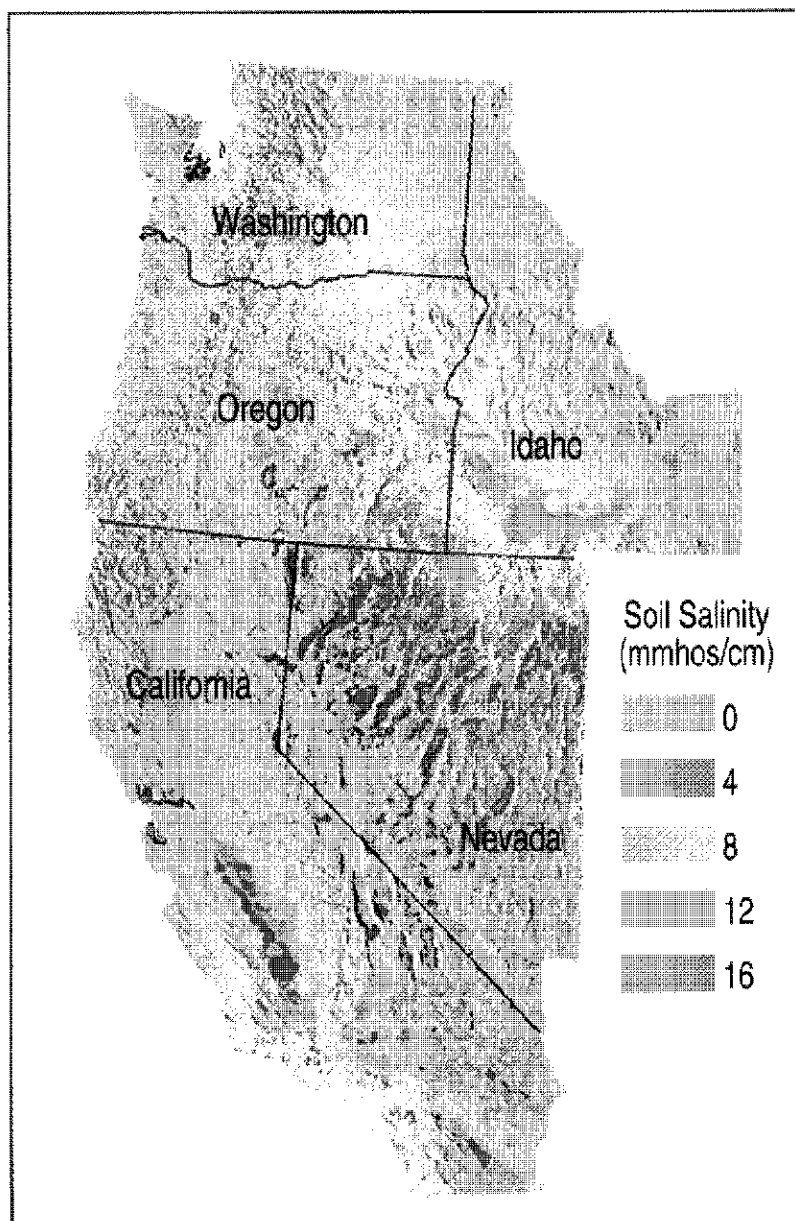 Washington
Oregon
Idaho
California
Nevada
Soil Salinity
(mmhos/cm)
0
4
8
12
16